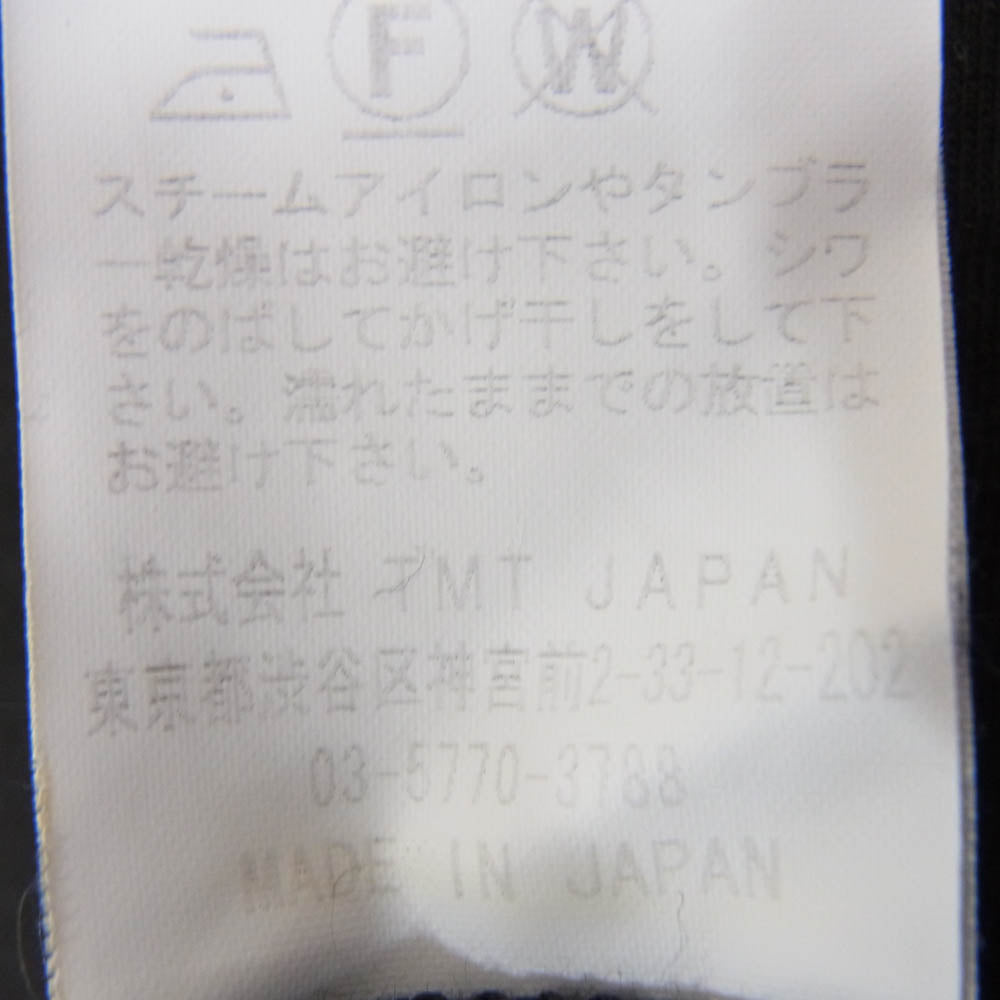 F W
スチームアイロンやタンブラ
ー乾燥はお避け下さい。シワ
をのばしてかげ干しをして下
さい。濡れたままでの放置は
お避け下さい。
株式会社 TMT JAPAN
東京都渋谷区神宮前2-33-12-202
03-5770-3788
MADE IN JAPAN